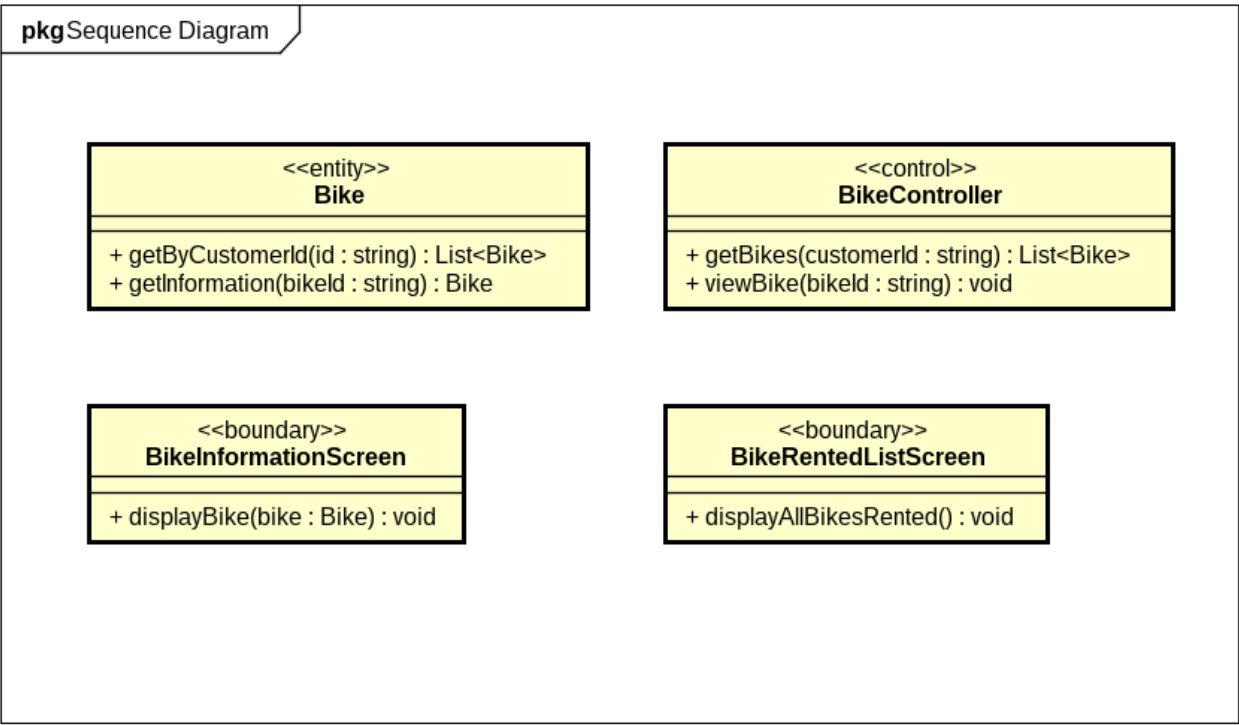 pkg Sequence Diagram
<<entity>>
Bike
+ getByCustomerId(id : string) : List<Bike>
+ getInformation(bikeId : string) : Bike
<<control>>
BikeController
+ getBikes(customerId : string) : List<Bike>
+ viewBike(bikeId : string) : void
<<boundary>>
BikeInformationScreen
+ displayBike(bike : Bike) : void
<<boundary>>
BikeRentedListScreen
+ displayAllBikesRented() : void